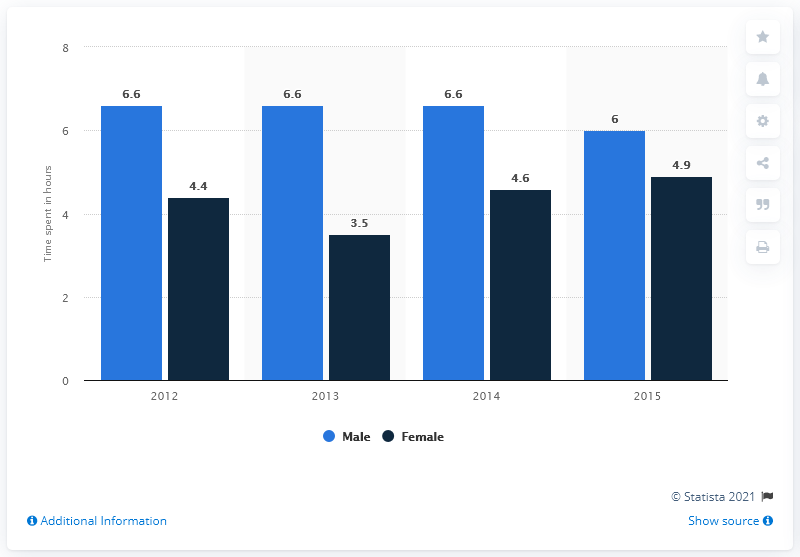 8
6
4
2
0
Time spent in hours
6.6 4.4 6.6 3.5 6.6 4.6 6 4.9
2012 2013 2014 2015
Male Female
© Statista 2021
Additional Information Show source